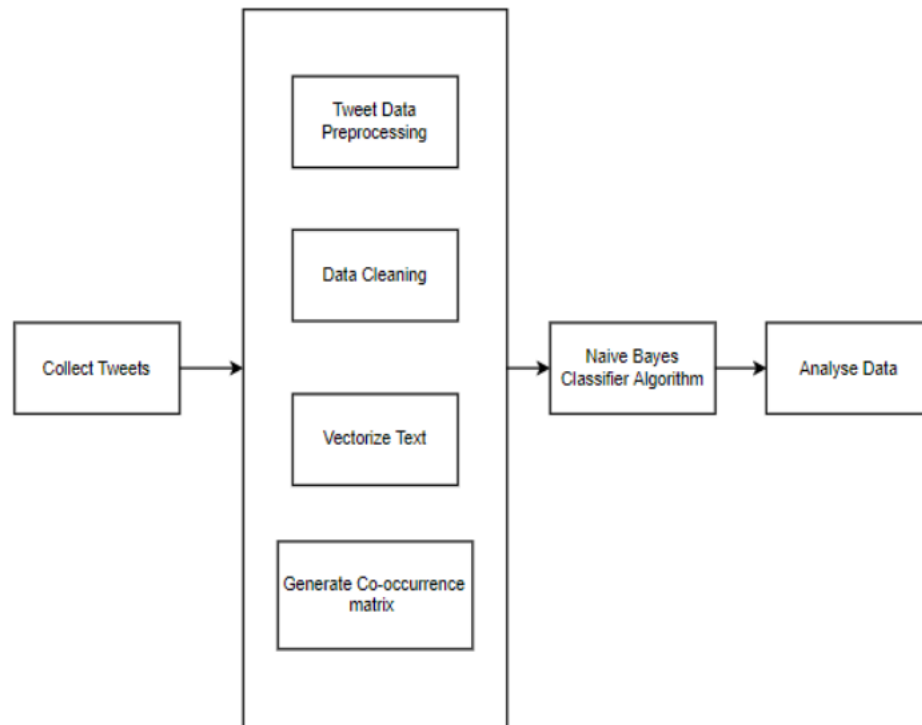 Tweet Data
Preprocessing
Data Cleaning
Collect Tweets
Naive Bayes
Classifier Algorithm
Analyse Data
Vectorize Text
Generate Co-occurrence
matrix